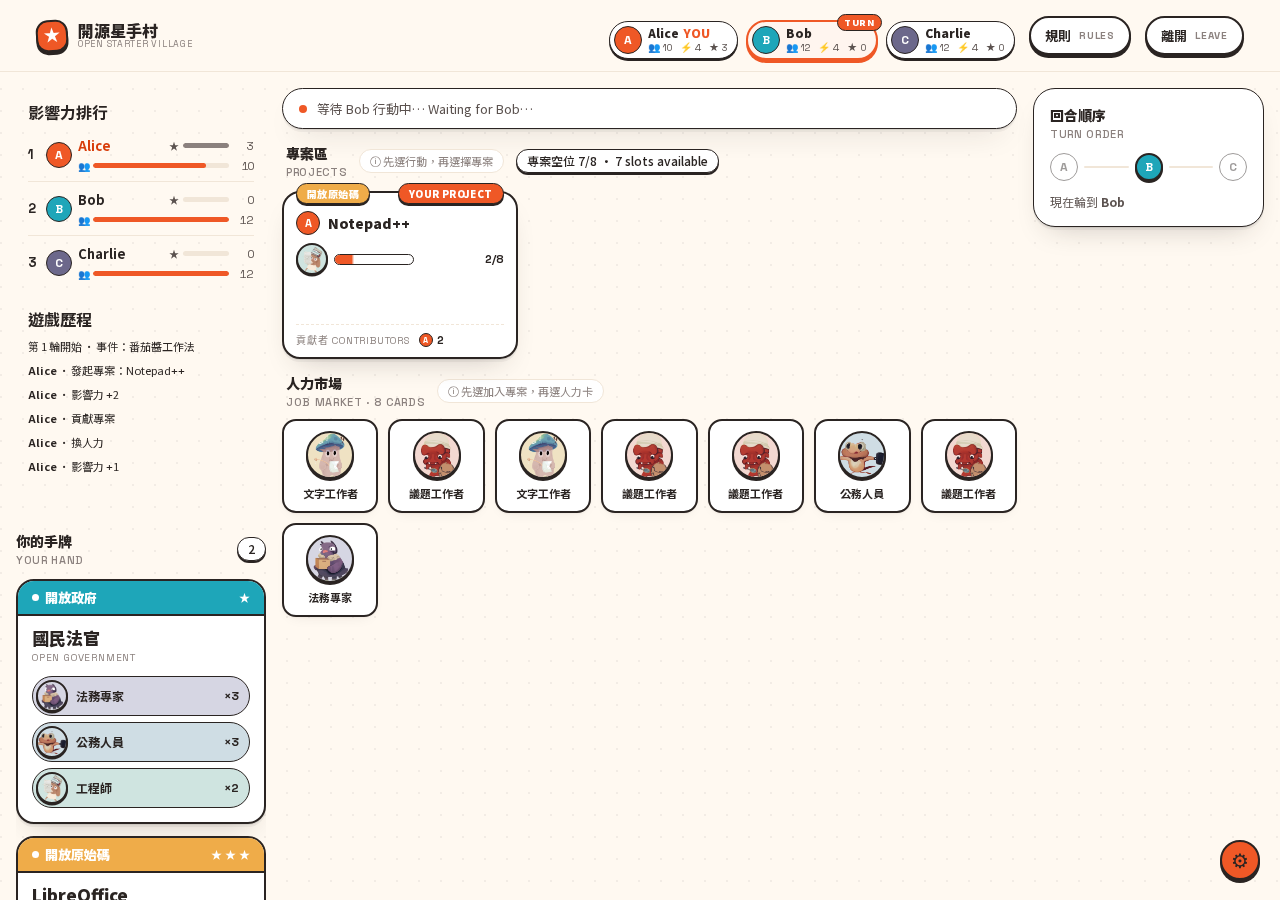 開源星手村
OPEN STARTER VILLAGE
A Alice YOU
👥 10 ⚡ 4 ★ 3
TURN
B Bob
👥 12 ⚡ 4 ★ 0
C Charlie
👥 12 ⚡ 4 ★ 0
規則 RULES
離開 LEAVE
影響力排行
1 A Alice ★ 3
👥 10
2 B Bob ★ 0
👥 12
3 C Charlie ★ 0
👥 12
遊戲歷程
第 1 輪開始 · 事件：番茄醬工作法
Alice · 發起專案：Notepad++
Alice · 影響力 +2
Alice · 貢獻專案
Alice · 換人力
Alice · 影響力 +1
你的手牌
YOUR HAND
2
開放政府 ★
國民法官
OPEN GOVERNMENT
法務專家 ×3
公務人員 ×3
工程師 ×2
開放原始碼 ★★★
LibreOffice
等待 Bob 行動中⋯ Waiting for Bob⋯
專案區
PROJECTS
ⓘ 先選行動，再選擇專案
專案空位 7/8 · 7 slots available
開放原始碼
YOUR PROJECT
A Notepad++
2/8
貢獻者 CONTRIBUTORS A 2
人力市場
JOB MARKET · 8 CARDS
ⓘ 先選加入專案，再選人力卡
文字工作者
議題工作者
文字工作者
議題工作者
議題工作者
公務人員
議題工作者
法務專家
回合順序
TURN ORDER
A B C
現在輪到 Bob